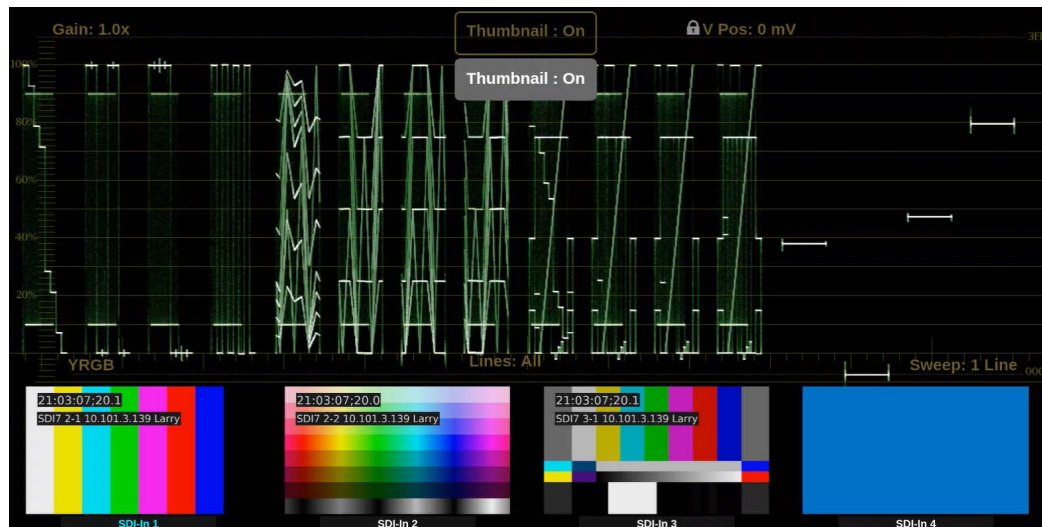 Gain: 1.0x
Thumbnail : On
V Pos: 0 mV
Thumbnail : On
100%
80%
60%
40%
20%
YRGB
Lines: All
Sweep: 1 Line
000
21:03:07;20.1
SDI7 2-1 10.101.3.139 Larry
21:03:07;20.0
SDI7 2-2 10.101.3.139 Larry
21:03:07;20.1
SDI7 3-1 10.101.3.139 Larry
SDI-In 1
SDI-In 2
SDI-In 3
SDI-In 4